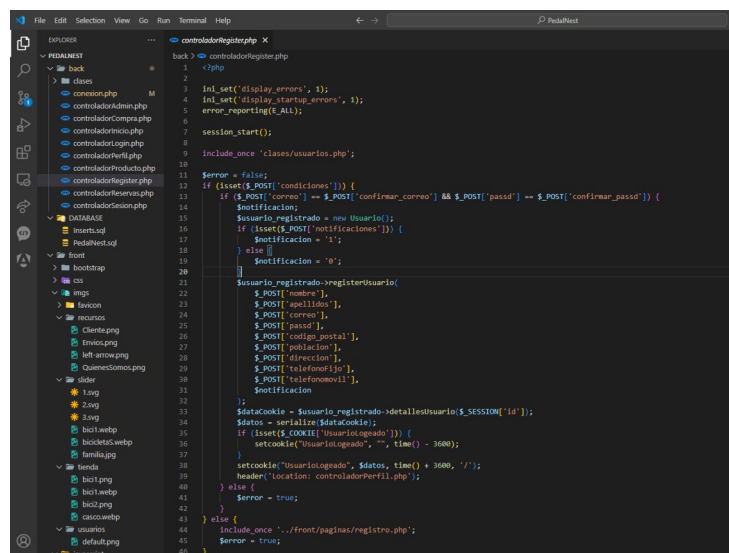 File Edit Selection View Go Run Terminal Help
PedalNest
EXPLORER
PEDALNEST
back
clases
conexion.php M
controladorAdmin.php
controladorCompra.php
controladorInicio.php
controladorLogin.php
controladorPerfil.php
controladorProducto.php
controladorRegister.php
controladorReservas.php
controladorSesion.php
DATABASE
Inserts.sql
PedalNest.sql
front
bootstrap
css
imgs
favicon
recursos
Cliente.png
Envios.png
left-arrow.png
QuienesSomos.png
slider
1.svg
2.svg
3.svg
bici1.webp
bicicletaS.webp
familia.jpg
tienda
bici1.png
bici1.webp
bici2.png
casco.webp
usuarios
default.png
controladorRegister.php
back > controladorRegister.php
1 <?php
2
3 ini_set('display_errors', 1);
4 ini_set('display_startup_errors', 1);
5 error_reporting(E_ALL);
6
7 session_start();
8
9 include_once 'clases/usuarios.php';
10
11 $error = false;
12 if (isset($_POST['condiciones'])) {
13 if ($_POST['correo'] == $_POST['confirmar_correo'] && $_POST['passd'] == $_POST['confirmar_passd']) {
14 $notificacion;
15 $usuario_registrado = new Usuario();
16 if (isset($_POST['notificaciones'])) {
17 $notificacion = '1';
18 } else {
19 $notificacion = '0';
20 }
21 $usuario_registrado->registerUsuario(
22 $_POST['nombre'],
23 $_POST['apellidos'],
24 $_POST['correo'],
25 $_POST['passd'],
26 $_POST['codigo_postal'],
27 $_POST['poblacion'],
28 $_POST['direccion'],
29 $_POST['telefonoFijo'],
30 $_POST['telefonomovil'],
31 $notificacion
32 );
33 $dataCookie = $usuario_registrado->detallesUsuario($_SESSION['id']);
34 $datos = serialize($dataCookie);
35 if (isset($_COOKIE['UsuarioLogeado'])) {
36 setcookie("UsuarioLogeado", "", time() - 3600);
37 }
38 setcookie("UsuarioLogeado", $datos, time() + 3600, '/');
39 header('Location: controladorPerfil.php');
40 } else {
41 $error = true;
42 }
43 } else {
44 include_once '../front/paginas/registro.php';
45 $error = true;
46 }